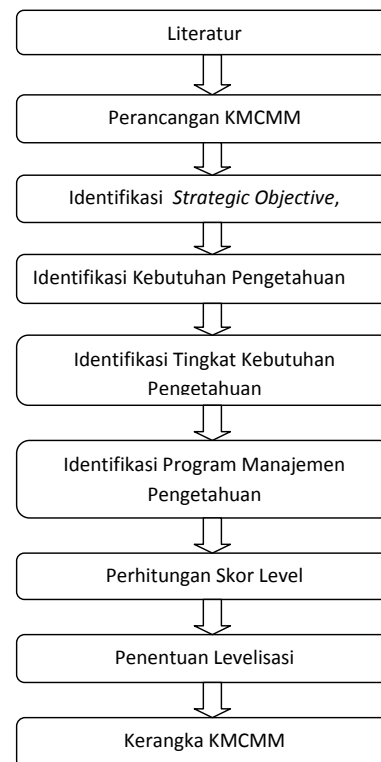 Literatur
Perancangan KMCMM
Identifikasi Strategic Objective,
Identifikasi Kebutuhan Pengetahuan
Identifikasi Tingkat Kebutuhan
Pengetahuan
Identifikasi Program Manajemen
Pengetahuan
Perhitungan Skor Level
Penentuan Levelisasi
Kerangka KMCMM